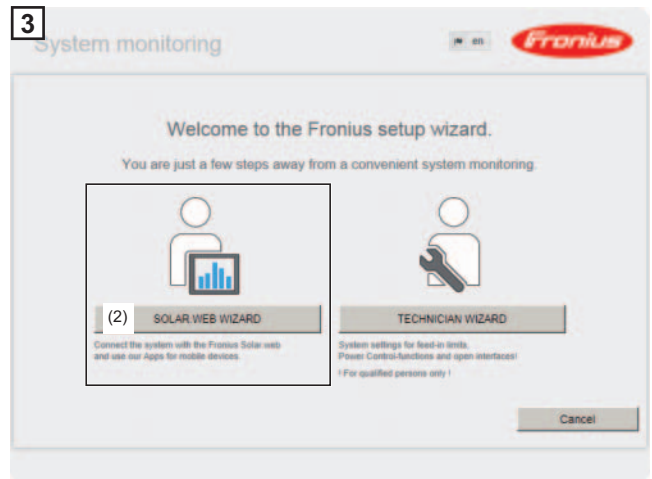 3
System monitoring
en
Fronius
Welcome to the Fronius setup wizard.
You are just a few steps away from a convenient system monitoring.
(2)
SOLAR WEB WIZARD
Connect the system with the Fronius Solar.web
and use our Apps for mobile devices.
TECHNICIAN WIZARD
System settings for feed-in limits,
Power Control-functions and open interfaces!
! For qualified persons only !
Cancel